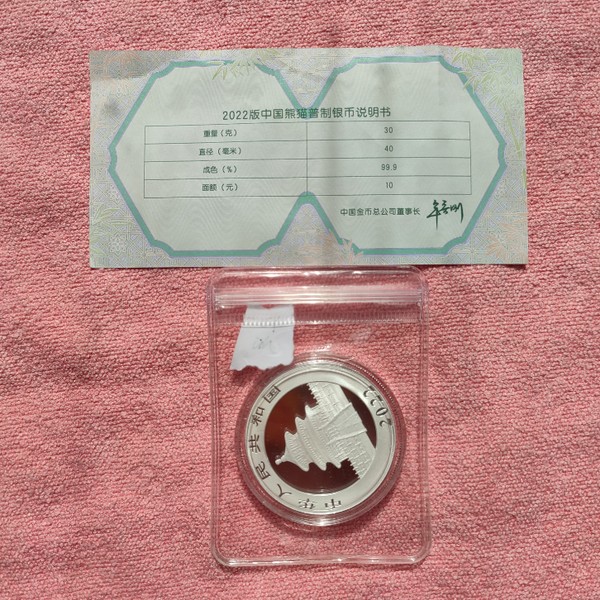 2022版中国熊猫普制银币说明书
重量（克） 30
直径（毫米） 40
成色（%） 99.9
面额（元） 10
中国金币总公司董事长
中华人民共和国
2022